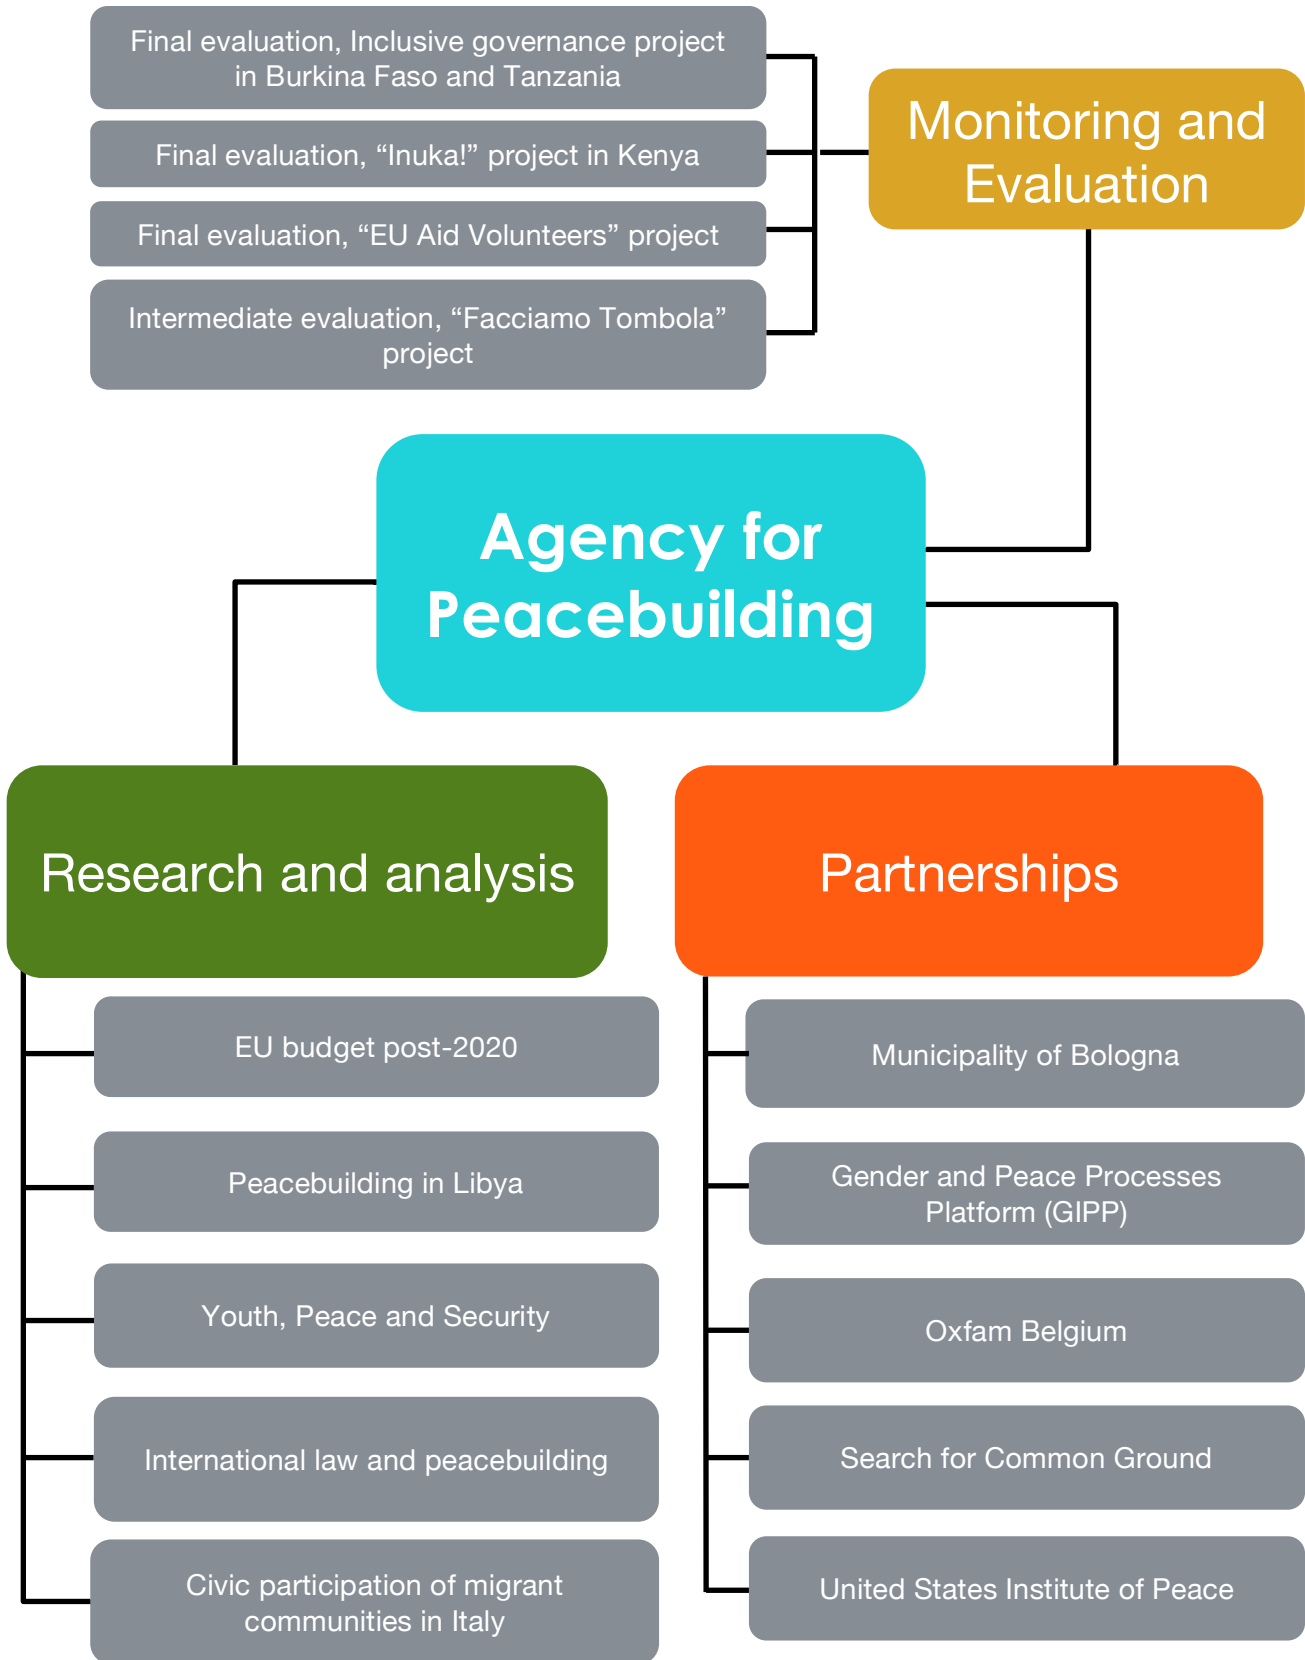 Final evaluation, Inclusive governance project
in Burkina Faso and Tanzania
Final evaluation, “Inuka!” project in Kenya
Final evaluation, “EU Aid Volunteers” project
Intermediate evaluation, “Facciamo Tombola”
project
Monitoring and
Evaluation
Agency for
Peacebuilding
Research and analysis
EU budget post-2020
Peacebuilding in Libya
Youth, Peace and Security
International law and peacebuilding
Civic participation of migrant
communities in Italy
Partnerships
Municipality of Bologna
Gender and Peace Processes
Platform (GIPP)
Oxfam Belgium
Search for Common Ground
United States Institute of Peace